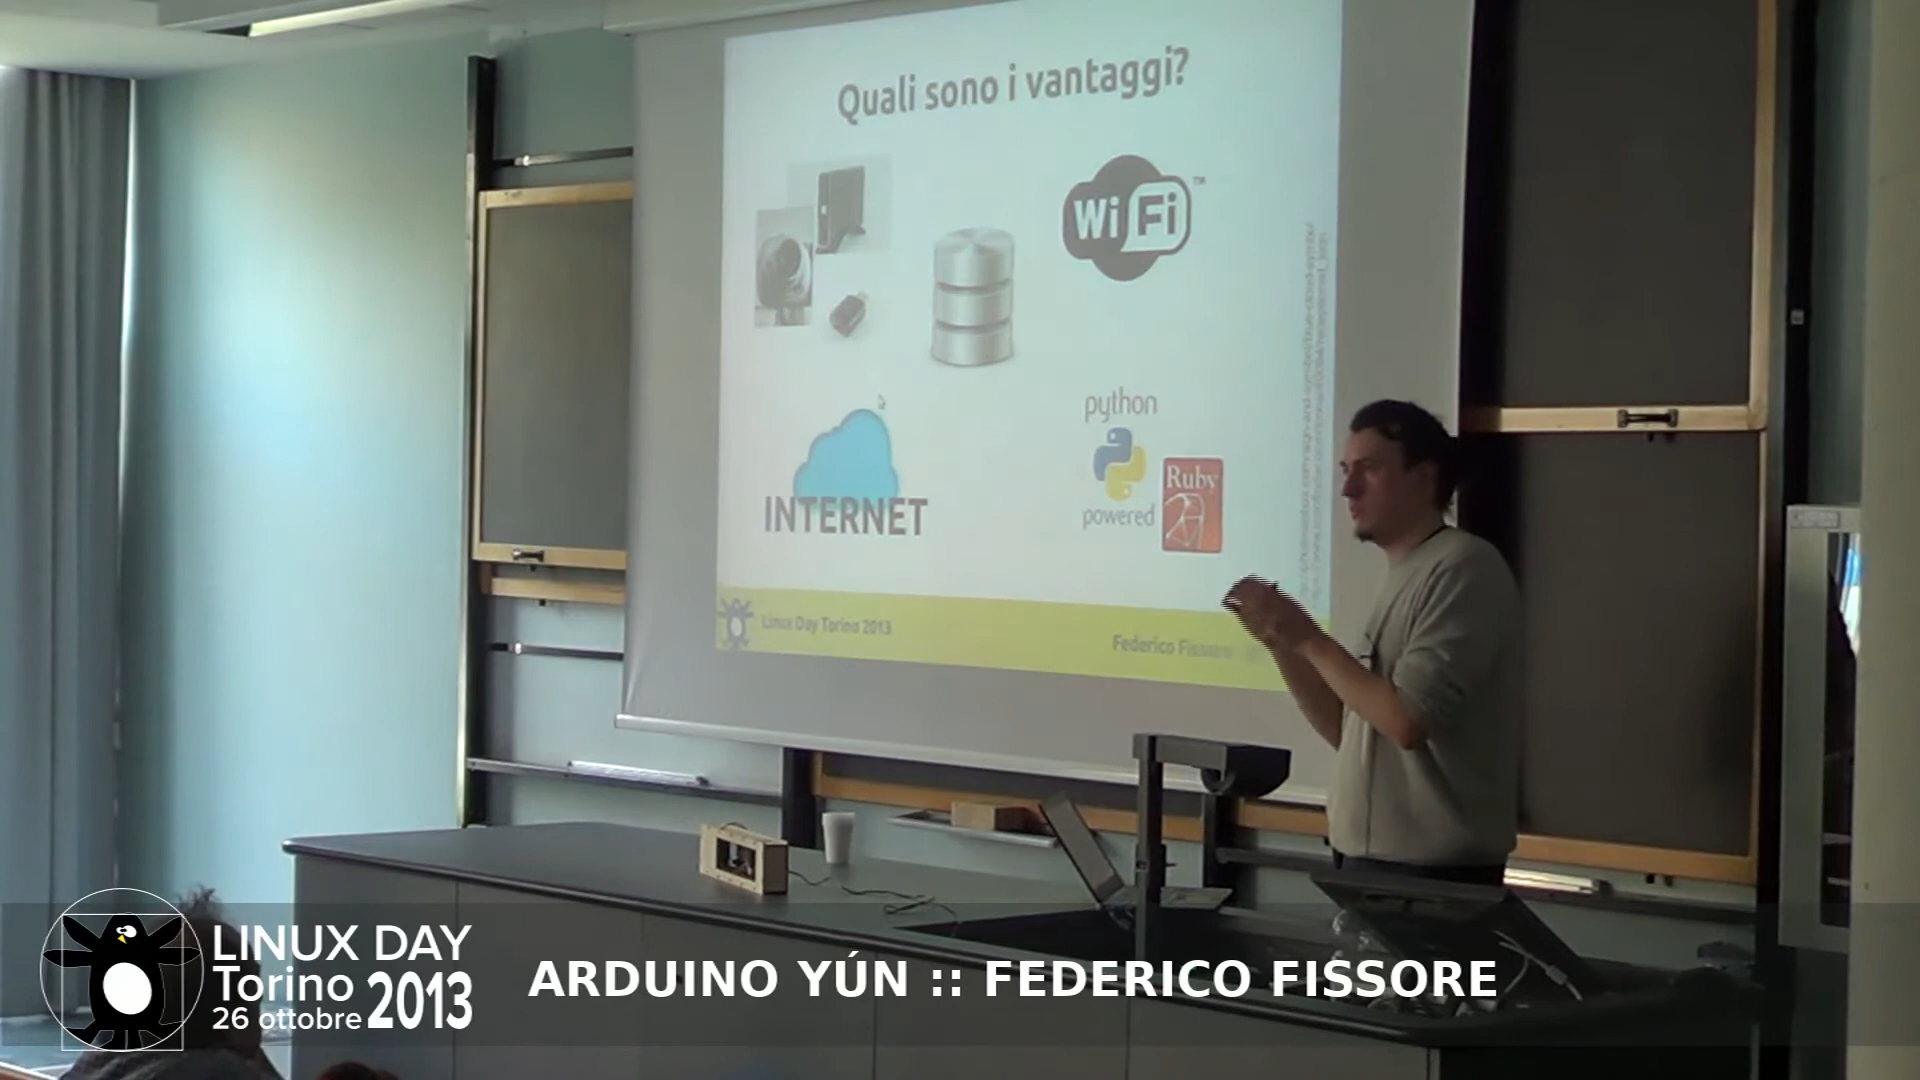 Quali sono i vantaggi?
WiFi™
python
powered
Ruby
INTERNET
Linux Day Torino 2013
Federico Fissore
LINUX DAY
Torino
26 ottobre 2013
ARDUINO YÚN :: FEDERICO FISSORE